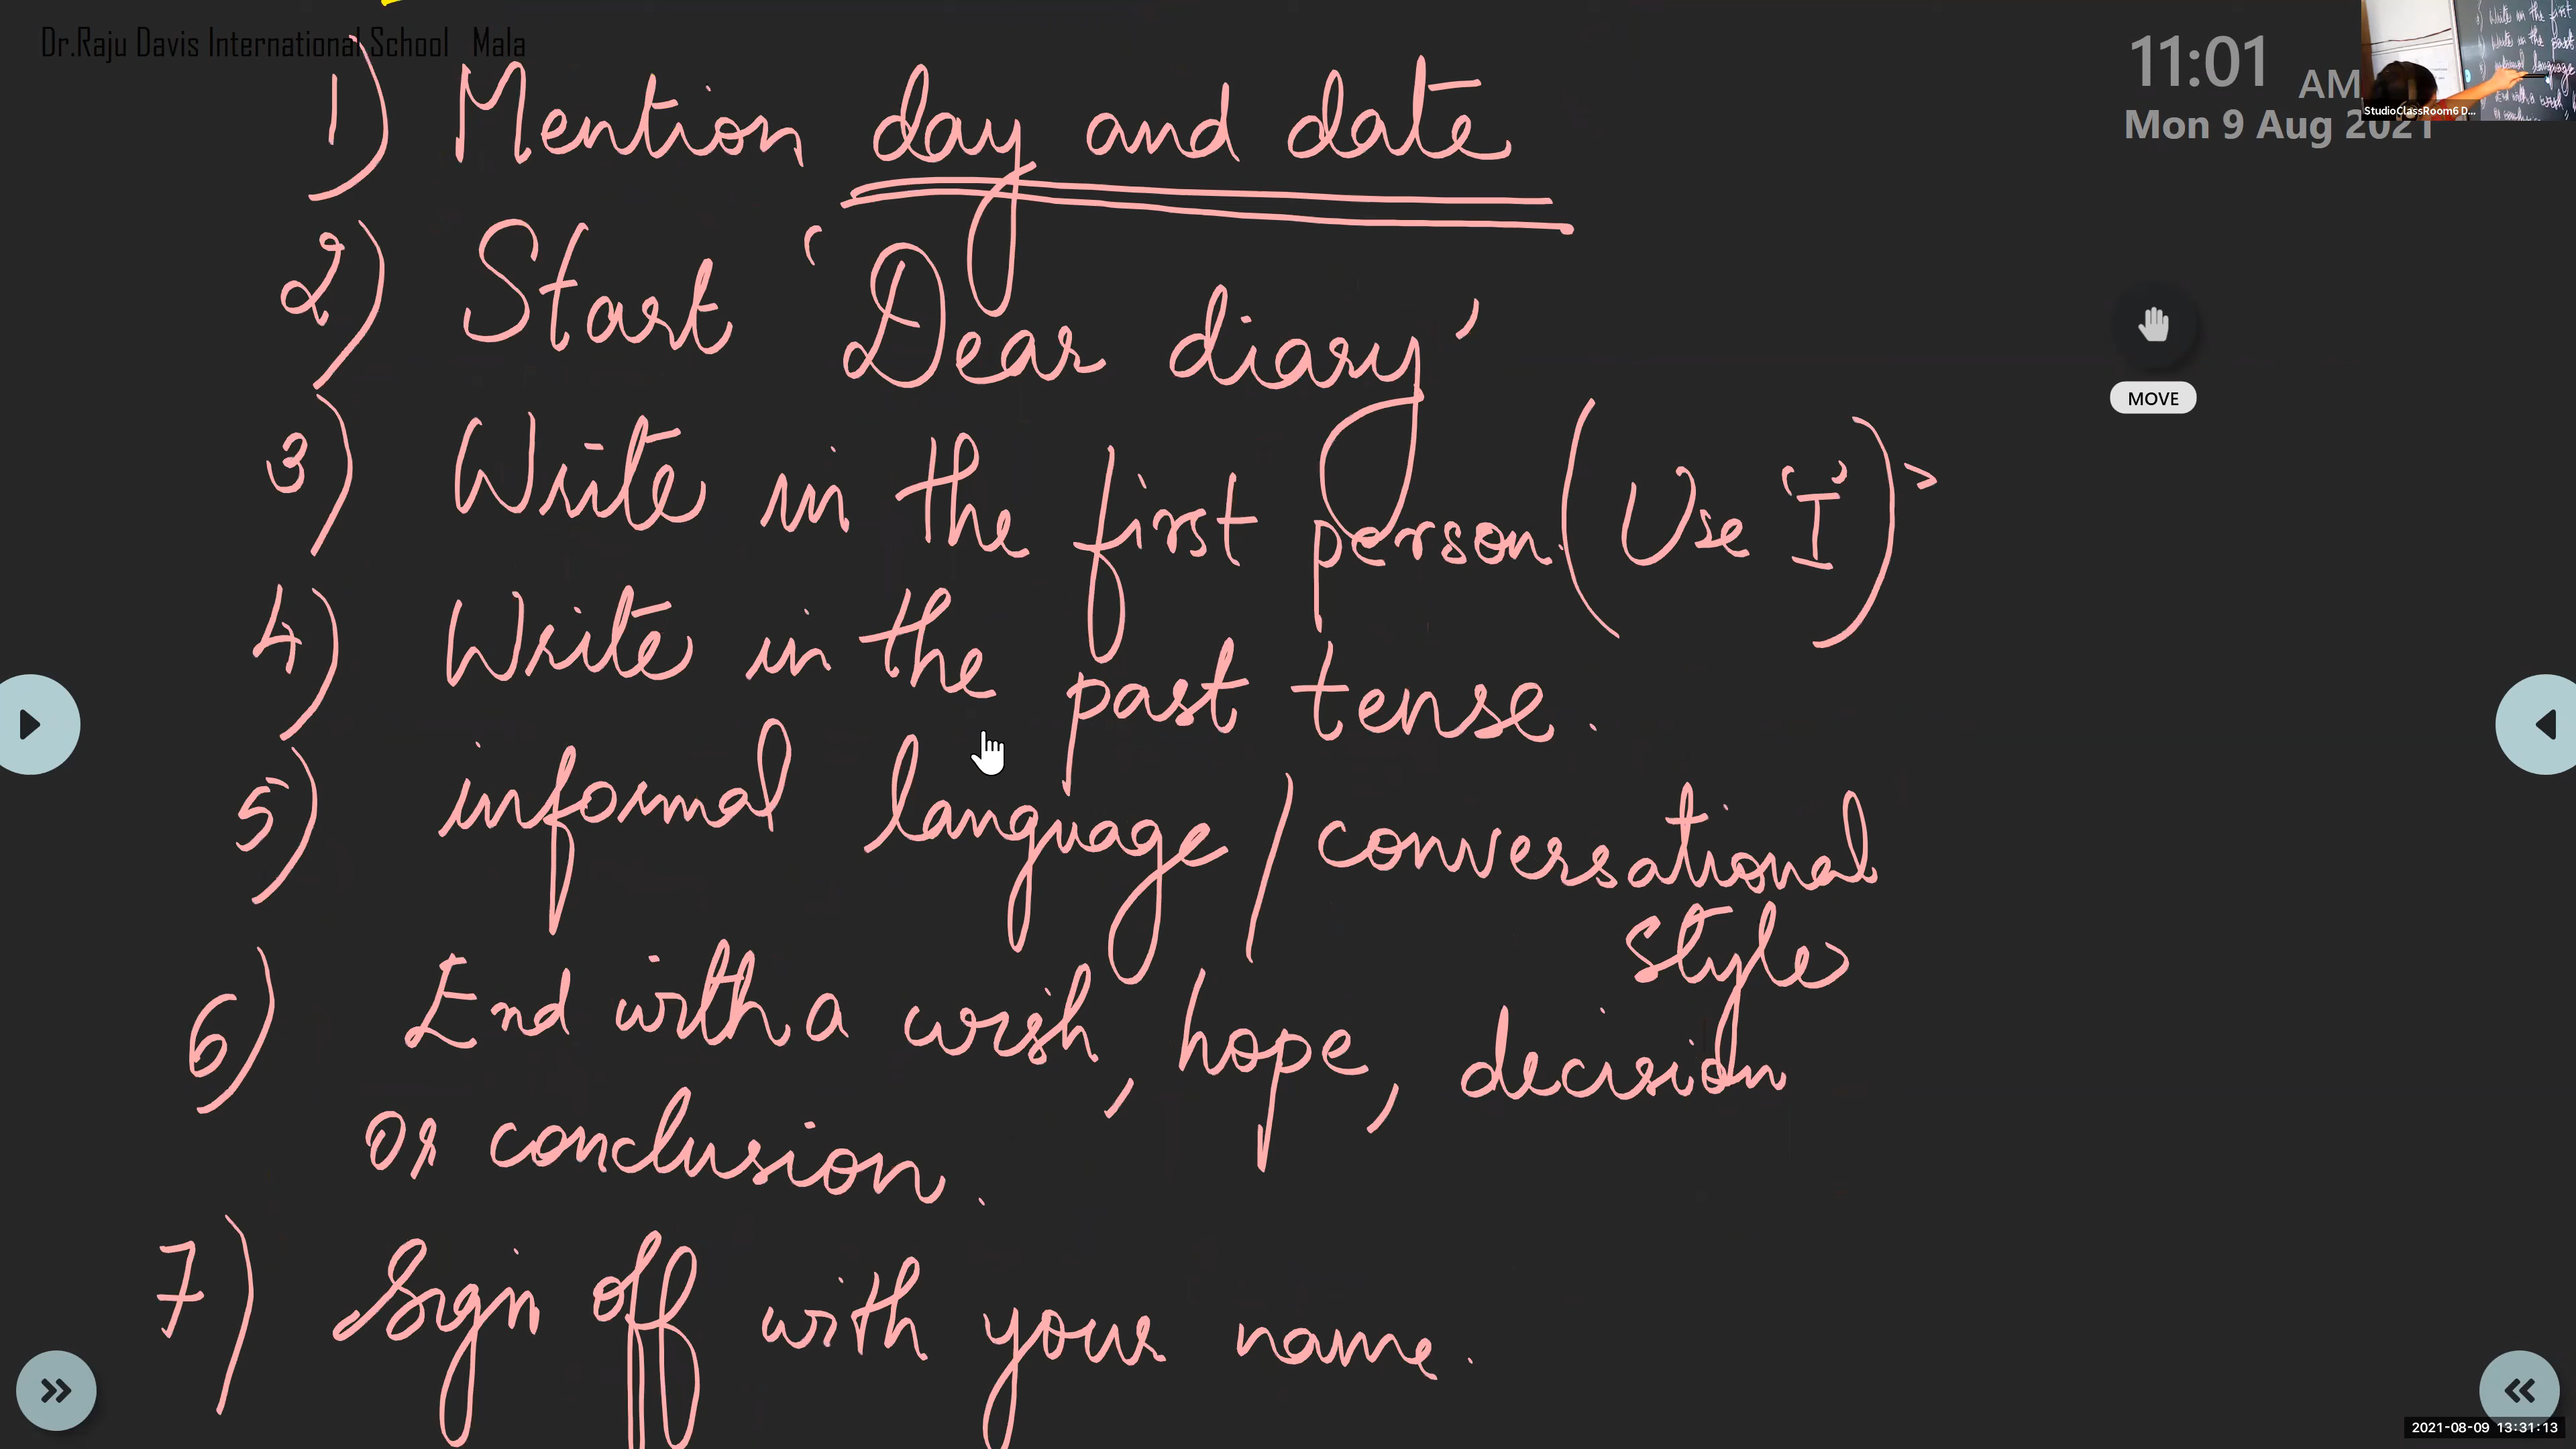 Dr.Raju Davis International School Mala
11:01 AM
Mon 9 Aug 2021
StudioClassRoom6 D...
1) Mention day and date
2) Start 'Dear diary'
3) Write in the first person. (Use 'I')
MOVE
4) Write in the past tense.
5) informal language / conversational
style
6) End with a wish, hope, decision
or conclusion.
7) Sign off with your name.
2021-08-09 13:31:13